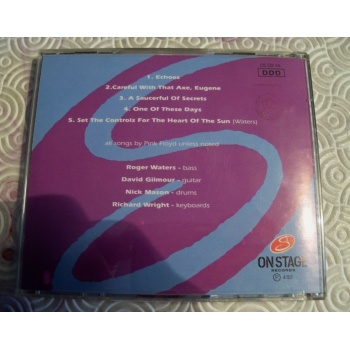 DDD
1. Echoes
2.Careful With That Axe, Eugene
3. A Saucerful Of Secrets
4. One Of These Days
5. Set The Controls For The Heart Of The Sun (Waters)
all songs by Pink Floyd unless noted
Roger Waters - bass
David Gilmour - guitar
Nick Mason - drums
Richard Wright - keyboards
ON STAGE
RECORDS